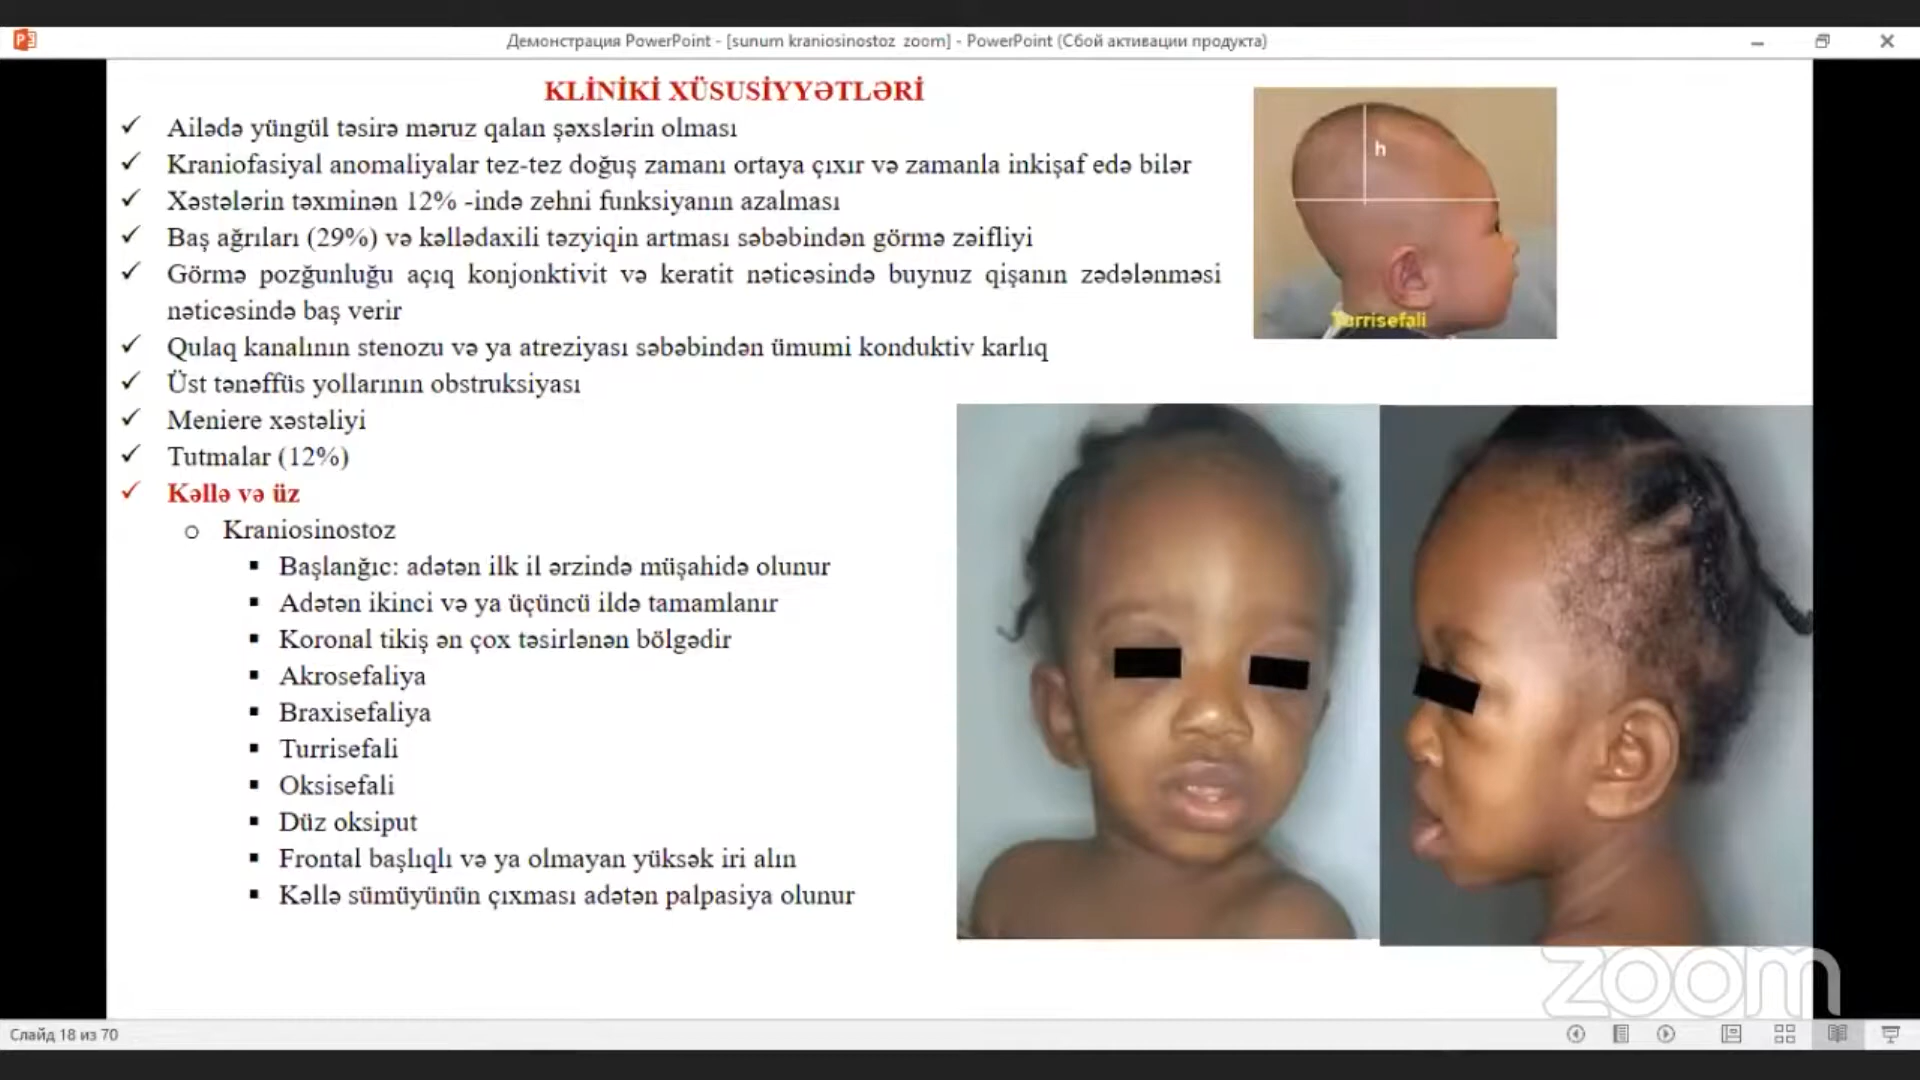 Демонстрация PowerPoint - [sunum kraniosinostoz zoom] - PowerPoint (Сбой активации продукта)
KLİNİKİ XÜSUSİYYƏTLƏRİ
Ailədə yüngül təsirə məruz qalan şəxslərin olması
Kraniofasiyal anomaliyalar tez-tez doğuş zamanı ortaya çıxır və zamanla inkişaf edə bilər
Xəstələrin təxminən 12% -ində zehni funksiyanın azalması
Baş ağrıları (29%) və kəllədaxili təzyiqin artması səbəbindən görmə zəifliyi
Görmə pozğunluğu açıq konjonktivit və keratit nəticəsində buynuz qişanın zədələnməsi
nəticəsində baş verir
Qulaq kanalının stenozu və ya atreziyası səbəbindən ümumi konduktiv karlıq
Üst tənəffüs yollarının obstruksiyası
Meniere xəstəliyi
Tutmalar (12%)
Kəllə və üz
Kraniosinostoz
Başlanğıc: adətən ilk il ərzində müşahidə olunur
Adətən ikinci və ya üçüncü ildə tamamlanır
Koronal tikiş ən çox təsirlənən bölgədir
Akrosefaliya
Braxisefaliya
Turrisefali
Oksisefali
Düz oksiput
Frontal başlıqlı və ya olmayan yüksək iri alın
Kəllə sümüyünün çıxması adətən palpasiya olunur
h
Turrisefali
zoom
Слайд 18 из 70